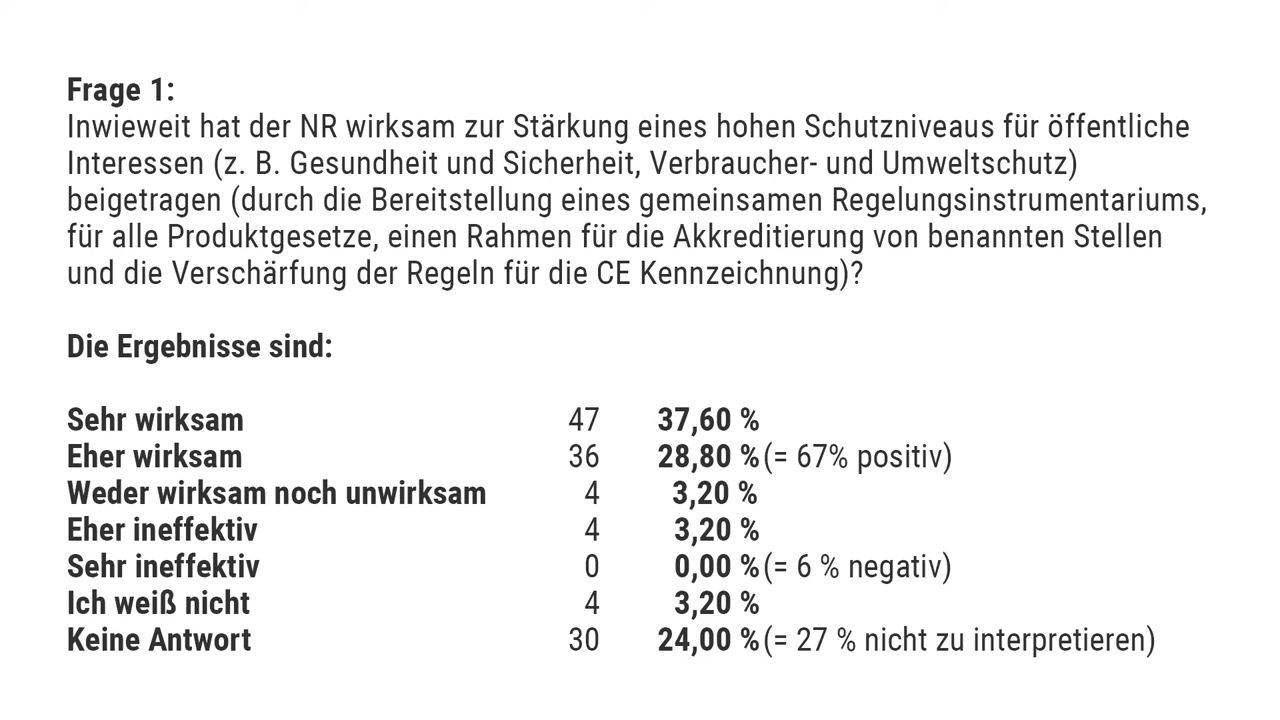 Frage 1:
Inwieweit hat der NR wirksam zur Stärkung eines hohen Schutzniveaus für öffentliche
Interessen (z. B. Gesundheit und Sicherheit, Verbraucher- und Umweltschutz)
beigetragen (durch die Bereitstellung eines gemeinsamen Regelungsinstrumentariums,
für alle Produktgesetze, einen Rahmen für die Akkreditierung von benannten Stellen
und die Verschärfung der Regeln für die CE Kennzeichnung)?
Die Ergebnisse sind:
Sehr wirksam 47 37,60 %
Eher wirksam 36 28,80 % (= 67% positiv)
Weder wirksam noch unwirksam 4 3,20 %
Eher ineffektiv 4 3,20 %
Sehr ineffektiv 0 0,00 % (= 6 % negativ)
Ich weiß nicht 4 3,20 %
Keine Antwort 30 24,00 % (= 27 % nicht zu interpretieren)